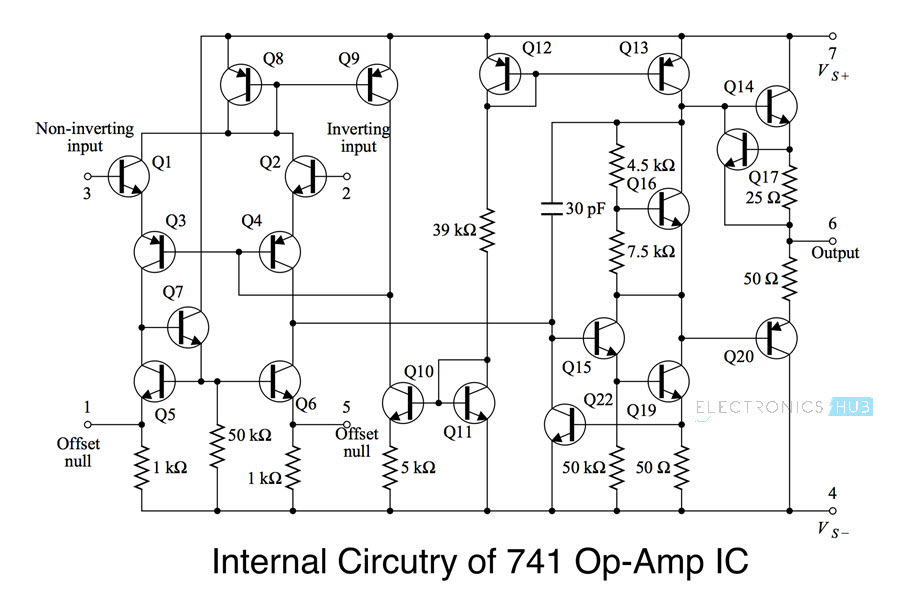 Q8
Q9
Q12
Q13
7
V S+
Q14
Non-inverting
input
Inverting
input
Q1
Q2
3
2
Q17
25 Ω
4.5 kΩ
Q16
30 pF
7.5 kΩ
39 kΩ
Q3
Q4
6
Output
50 Ω
Q7
Q15
Q20
Q10
Q11
Q22
Q19
Q5
Q6
1
Offset
null
5
Offset
null
50 kΩ
1 kΩ
1 kΩ
5 kΩ
50 kΩ
50 Ω
ELECTRONICS HUB
4
V S−
Internal Circutry of 741 Op-Amp IC